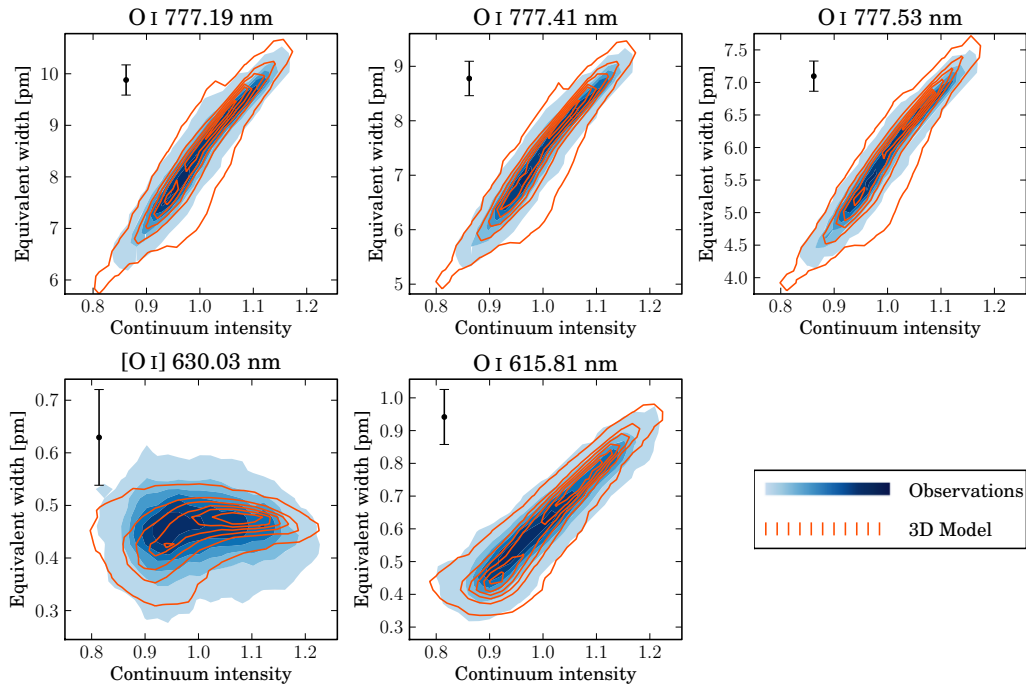 O I 777.19 nm
O I 777.41 nm
O I 777.53 nm
Equivalent width [pm]
10
9
8
7
6
0.8 0.9 1.0 1.1 1.2
Continuum intensity
Equivalent width [pm]
9
8
7
6
5
0.8 0.9 1.0 1.1 1.2
Continuum intensity
Equivalent width [pm]
7.5
7.0
6.5
6.0
5.5
5.0
4.5
4.0
0.8 0.9 1.0 1.1 1.2
Continuum intensity
[O I] 630.03 nm
O I 615.81 nm
Equivalent width [pm]
0.7
0.6
0.5
0.4
0.3
0.8 0.9 1.0 1.1 1.2
Continuum intensity
Equivalent width [pm]
1.0
0.9
0.8
0.7
0.6
0.5
0.4
0.3
0.8 0.9 1.0 1.1 1.2
Continuum intensity
Observations
3D Model